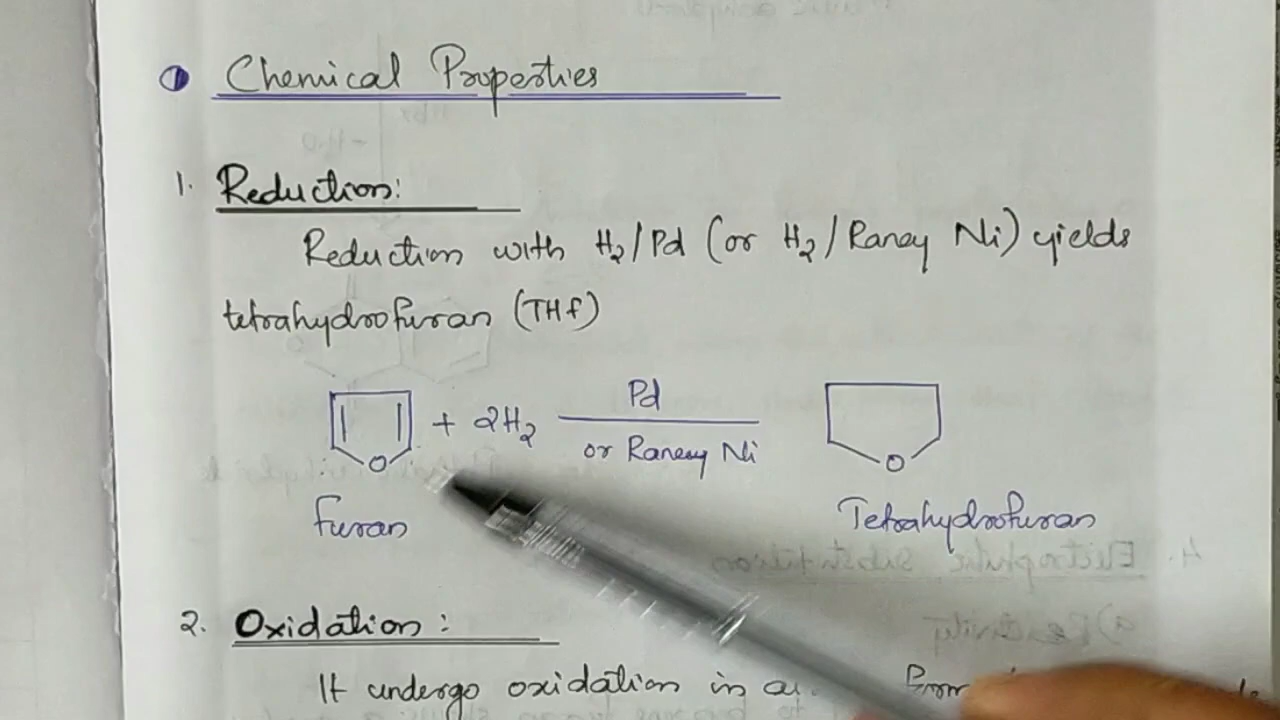 Chemical Properties
1. Reduction:
Reduction with H2/Pd (or H2/Raney Ni) yields
tetrahydrofuran (THf)
O + 2H2 Pd
or Raney Ni O
furan Tetrahydrofuran
2. Oxidation:
It undergo oxidation in